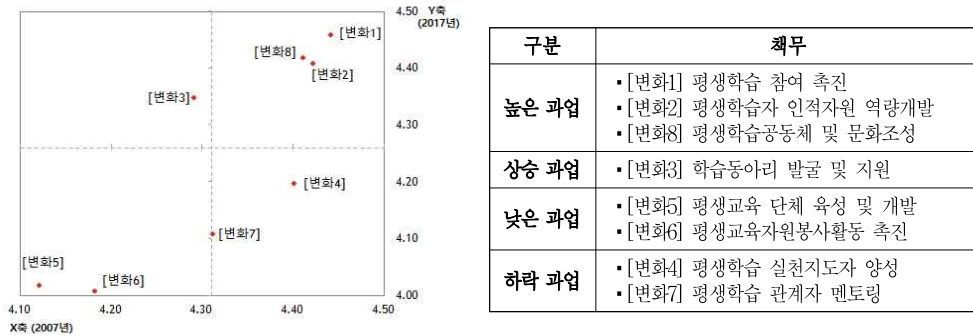 4.50 Y축
(2017년)
[변화1]
[변화8]
4.40
[변화2]
[변화3]
4.30
4.20
[변화4]
[변화7]
4.10
[변화5]
[변화6]
4.00
4.10 4.20 4.30 4.40 4.50
X축 (2007년)
구분 책무
높은 과업
▪[변화1] 평생학습 참여 촉진
▪[변화2] 평생학습자 인적자원 역량개발
▪[변화8] 평생학습공동체 및 문화조성
상승 과업 ▪[변화3] 학습동아리 발굴 및 지원
낮은 과업
▪[변화5] 평생교육 단체 육성 및 개발
▪[변화6] 평생교육자원봉사활동 촉진
하락 과업
▪[변화4] 평생학습 실천지도자 양성
▪[변화7] 평생학습 관계자 멘토링